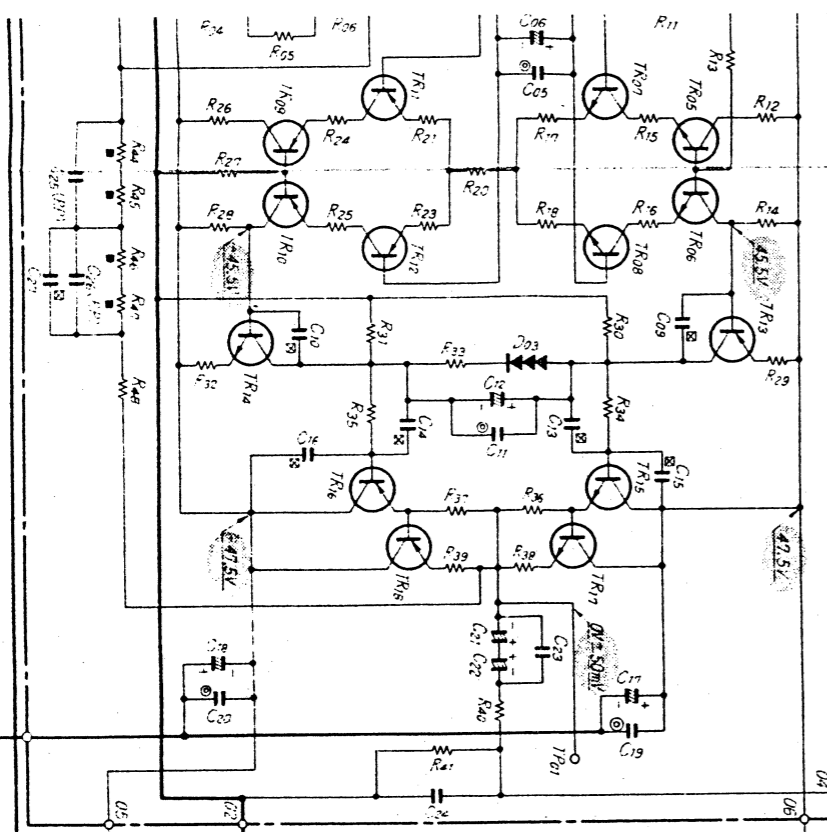 R04
R06
R05
C06
C05
R11
R13
TR09
TR11
TR07
TR05
R26
R24
R21
R19
R15
R12
R44
R27
R20
R45
R28
R25
R23
R18
R16
R14
TR10
TR12
TR08
TR06
45.5V
45.5V
TR13
C10
R31
R30
C09
R33
D03
R32
TR14
R29
R48
C12
C11
R35
C14
C13
R34
C16
C15
TR16
TR15
R37
R36
47.5V
47.5V
R39
R38
TR18
TR17
C21
C22
C23
0V ± 50mV
C18
C20
C17
C19
R40
R41
TP01
C24
05
02
04
06